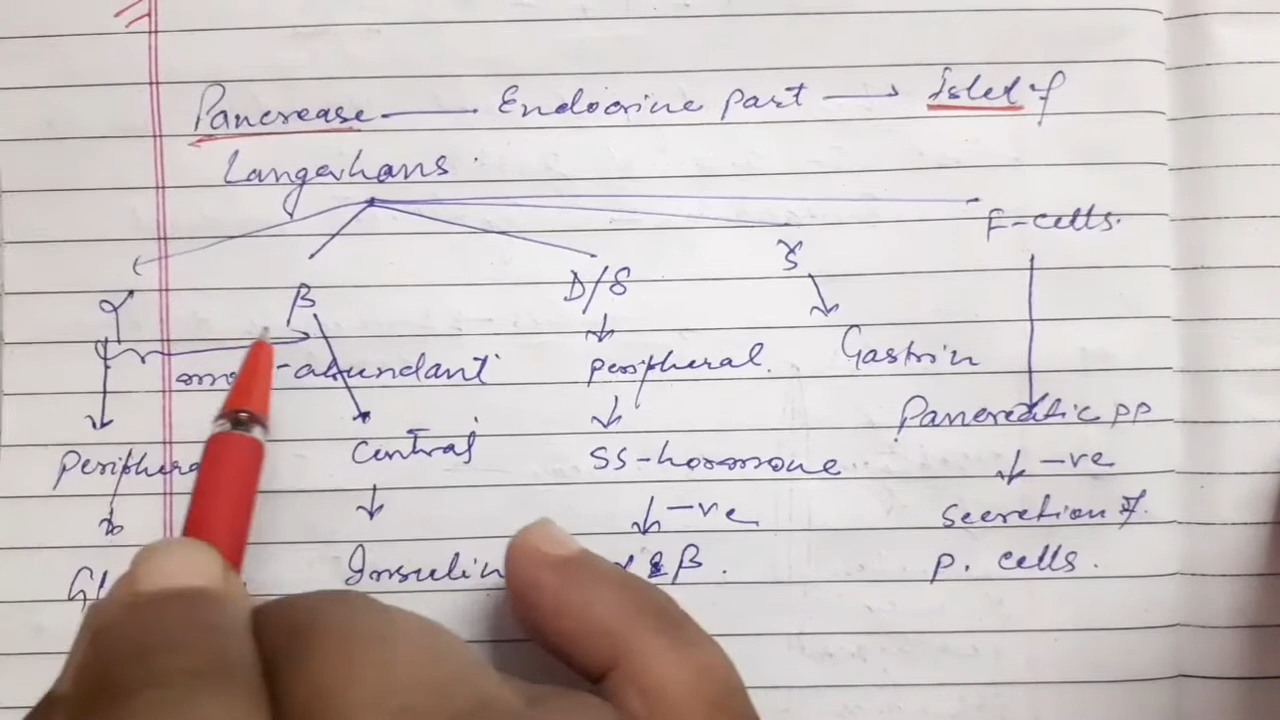 Pancrease — Endocrine part → Islet of
Langerhans
F-cells.
α β D/δ γ
abundant Peripheral Gastrin
Pancreatic PP
Central SS-hormone -ve
-ve Secretion of
Insulin & β. P. cells.